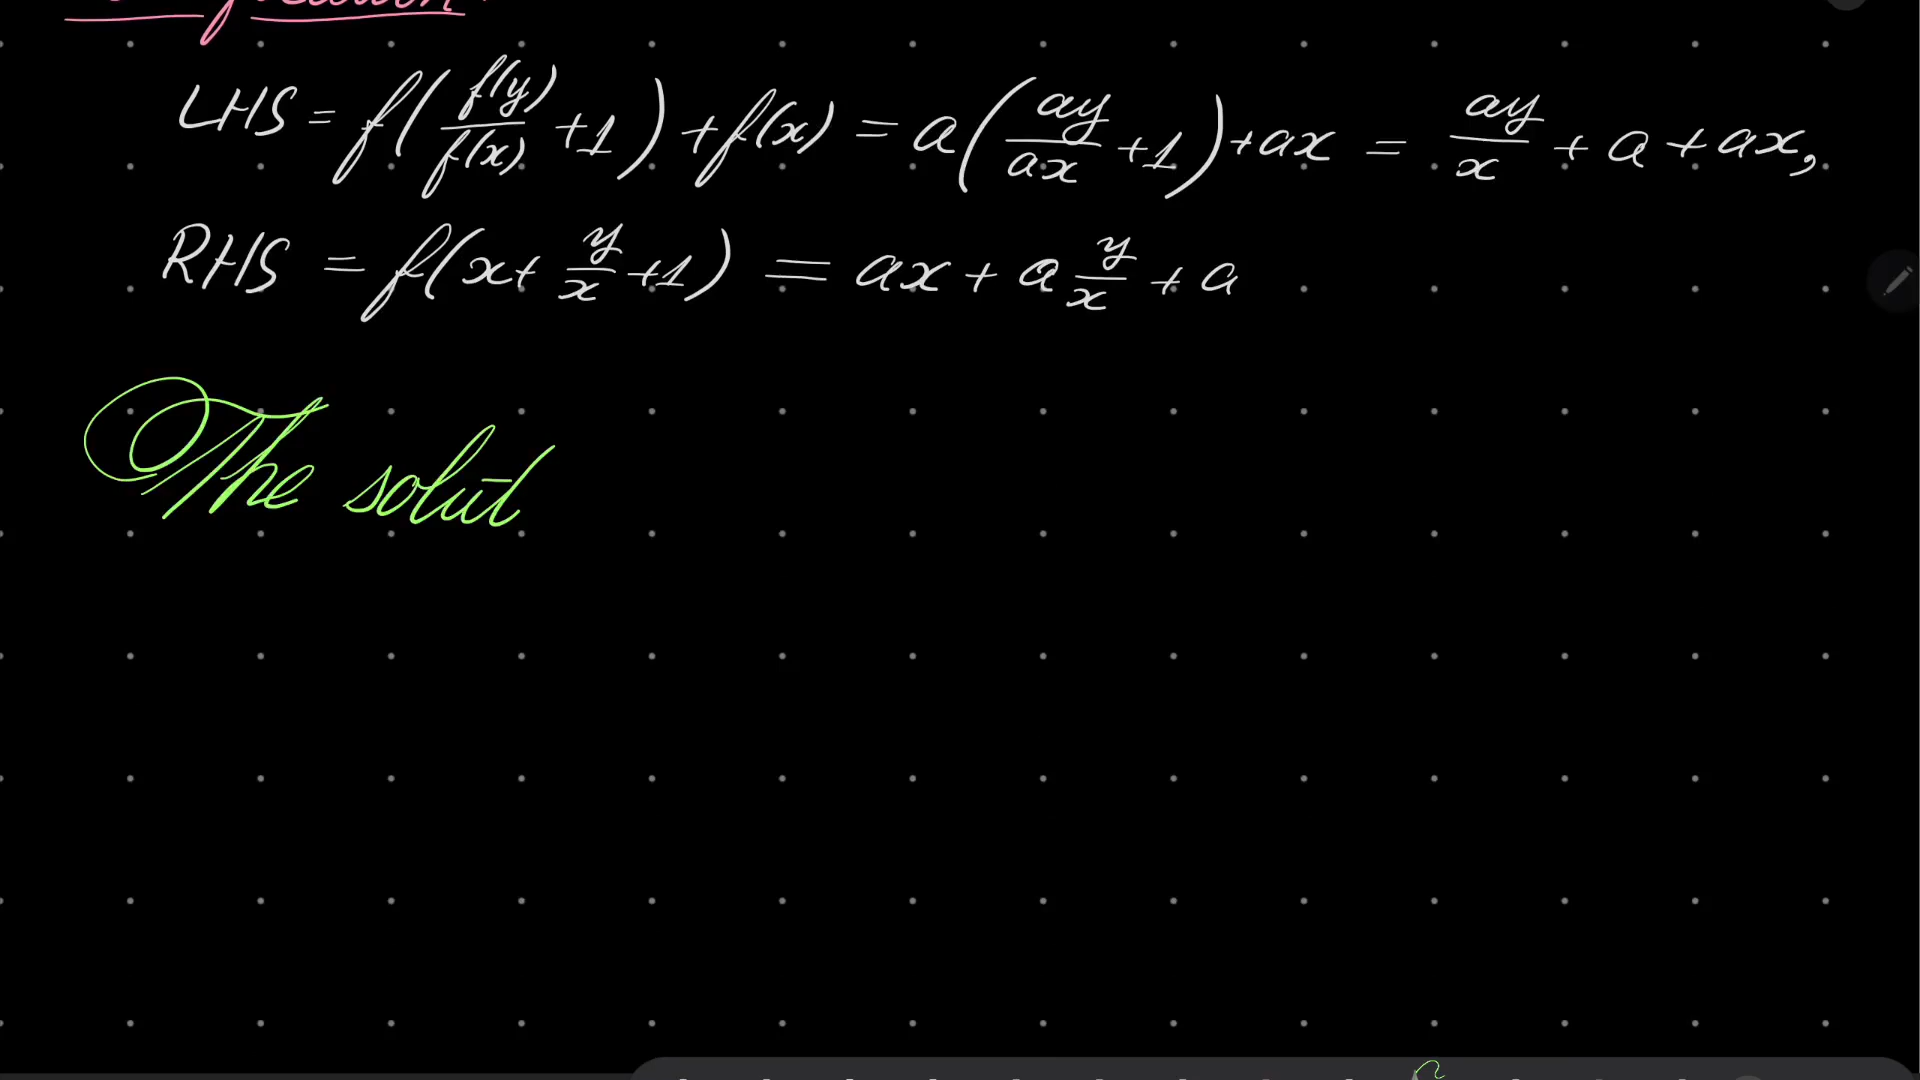 LHS = f(f(y)/f(x) + 1) + f(x) = a(ay/ax + 1) + ax = ay/x + a + ax,
RHS = f(x + y/x + 1) = ax + a y/x + a
The solut